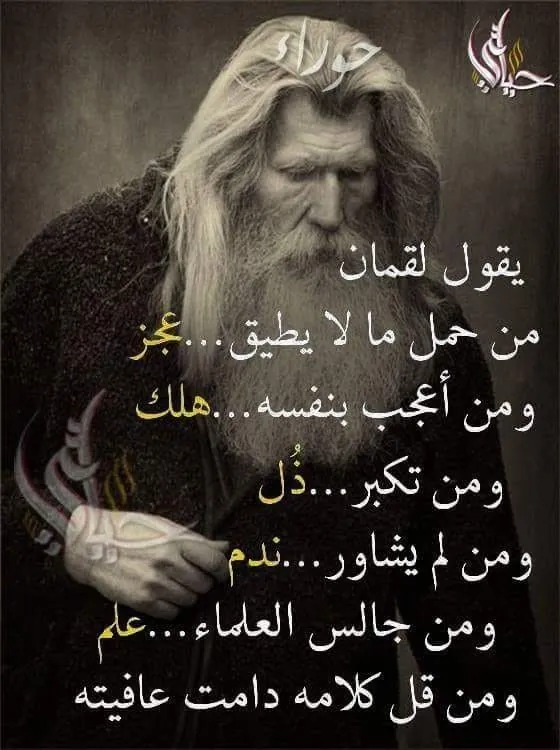 حوراء
حياتي
يقول لقمان
من حمل ما لا يطيق...عجز
ومن أعجب بنفسه...هلك
ومن تكبر...ذُل
ومن لم يشاور...ندم
ومن جالس العلماء...علم
ومن قل كلامه دامت عافيته
حياتي